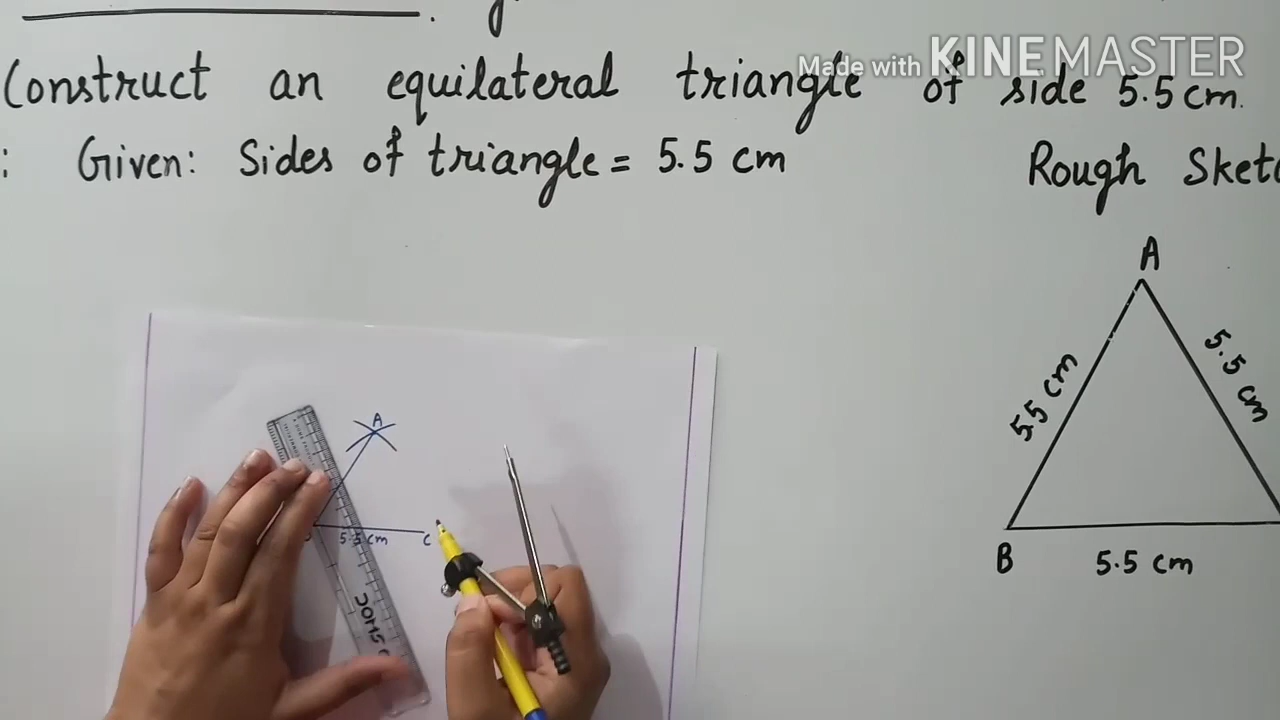 Made with KINEMASTER
Construct an equilateral triangle of side 5.5 cm.
: Given: Sides of triangle = 5.5 cm
Rough Sketc
A
5.5 cm
5.5 cm
B
5.5 cm
A
5.5 cm
C
DOMS